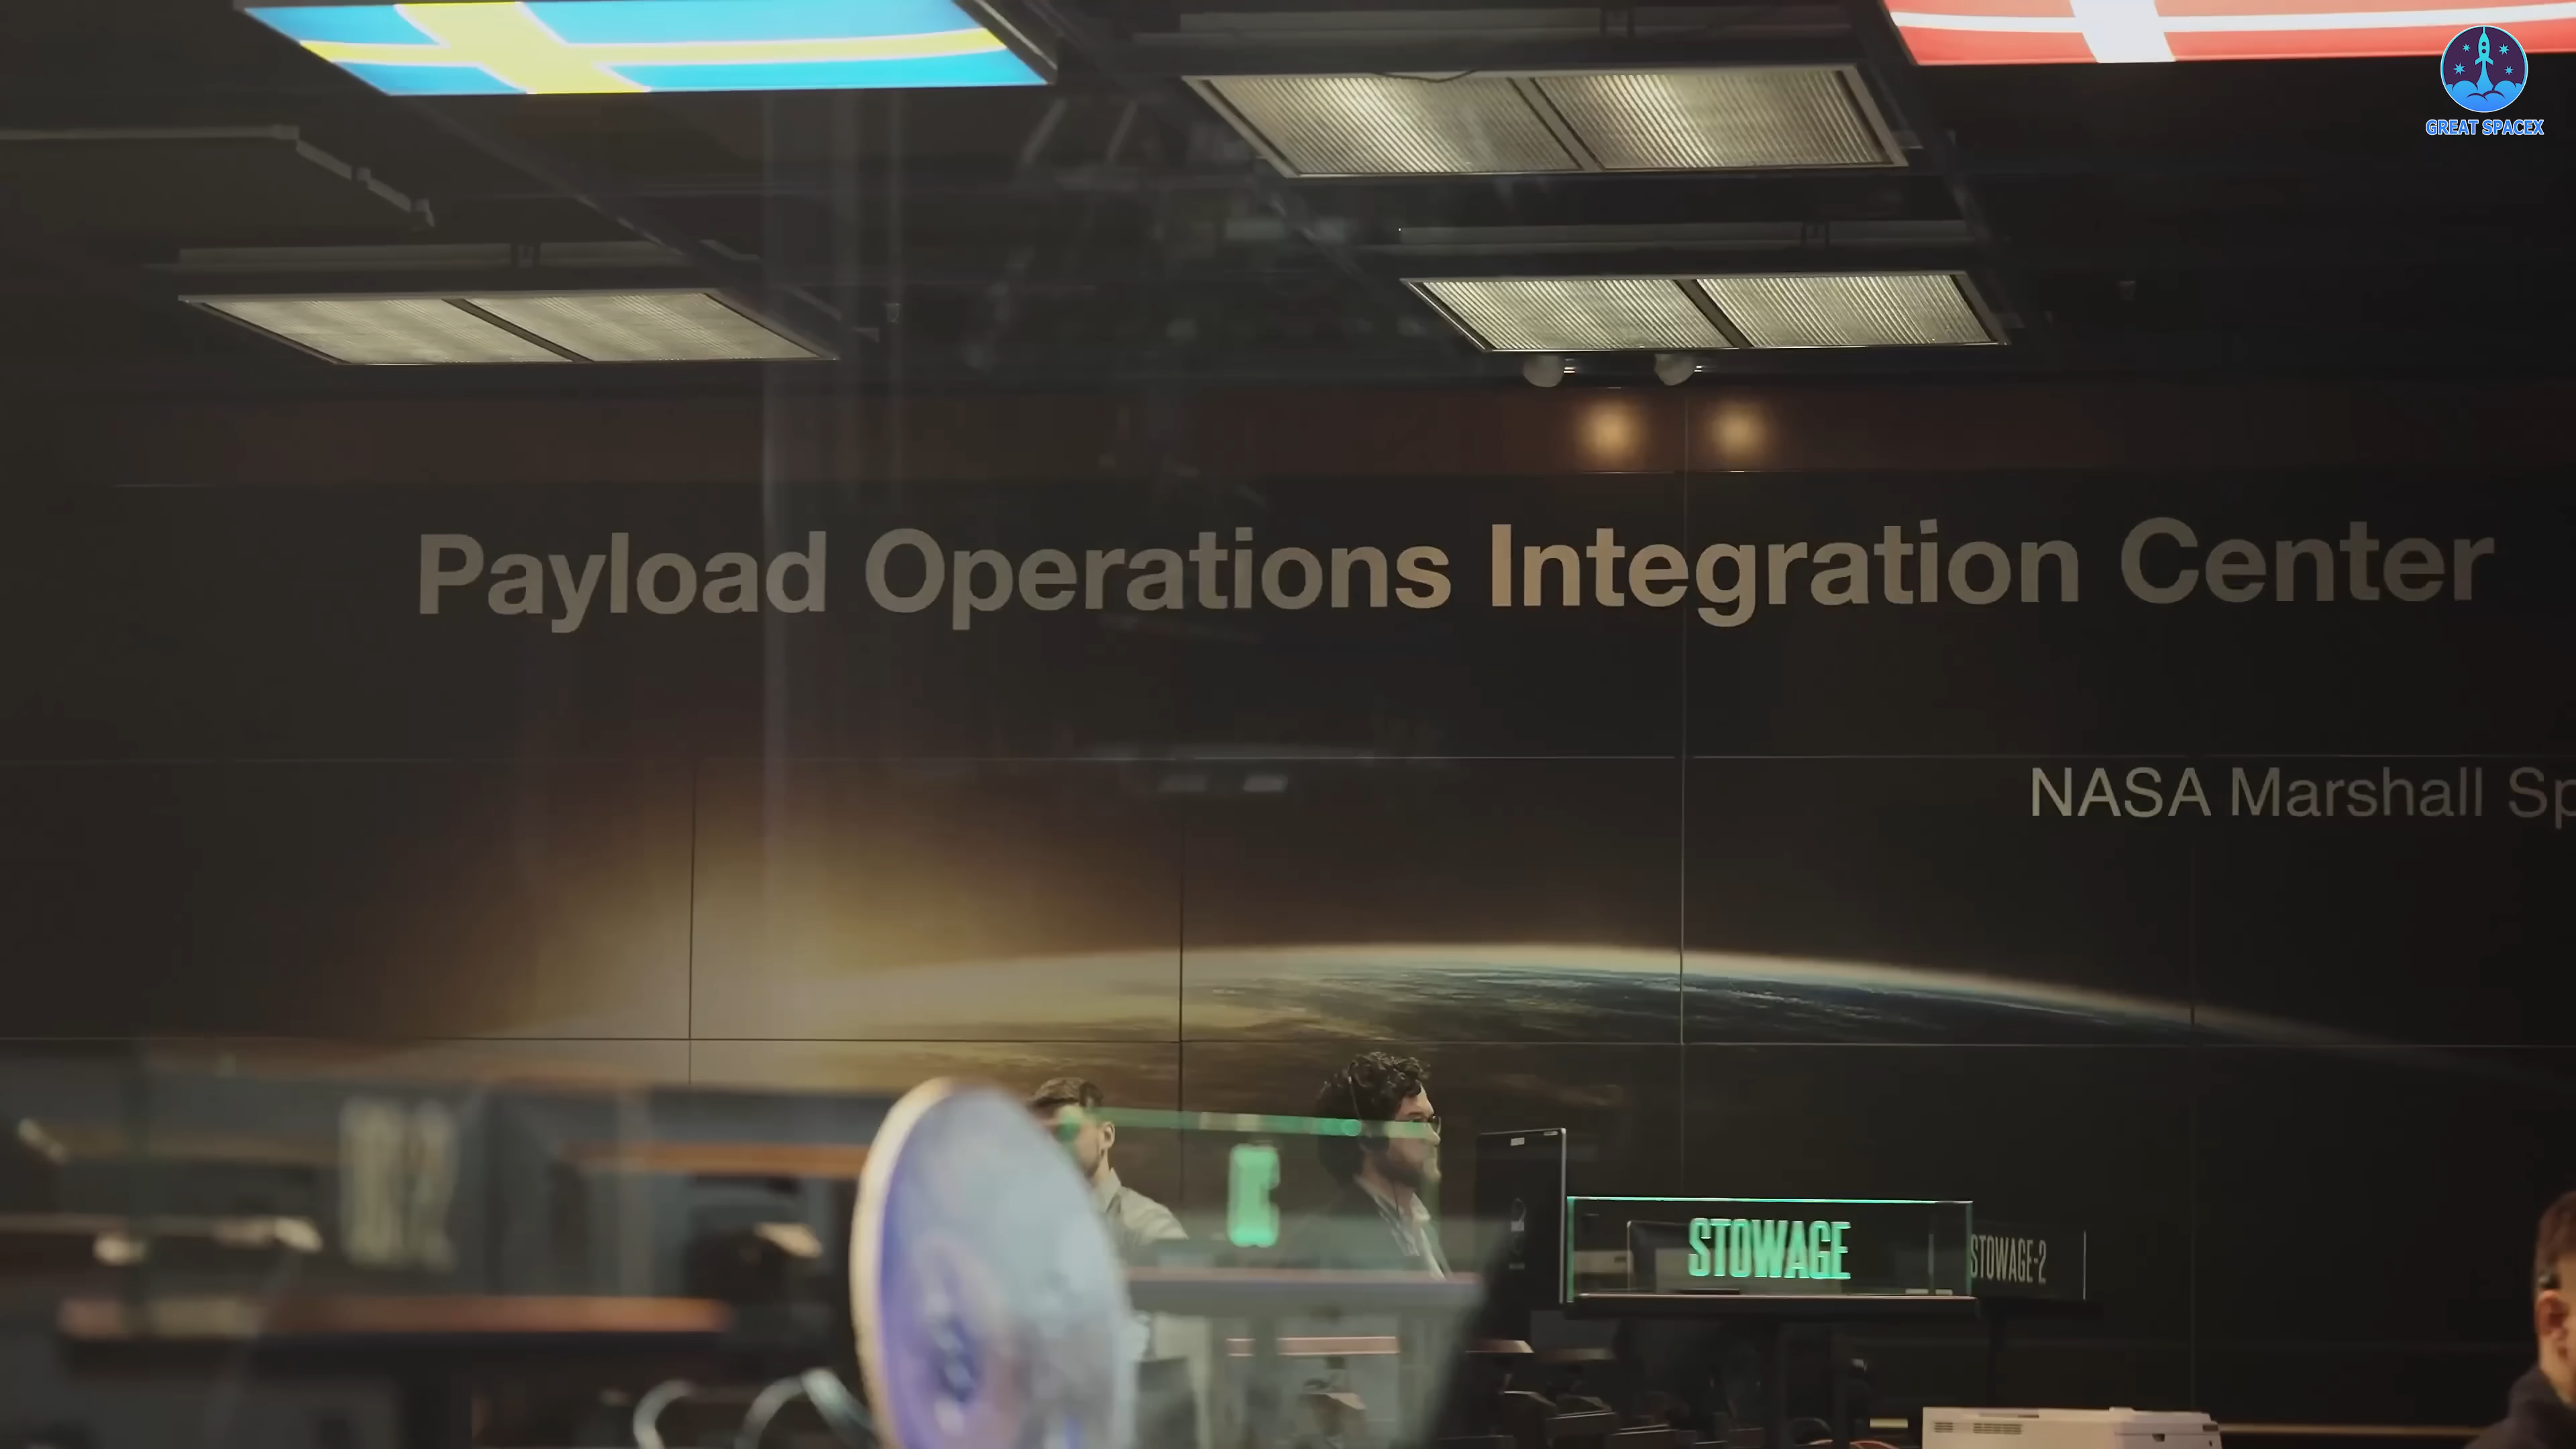 GREAT SPACEX
Payload Operations Integration Center
NASA Marshall Sp
STOWAGE
STOWAGE-2